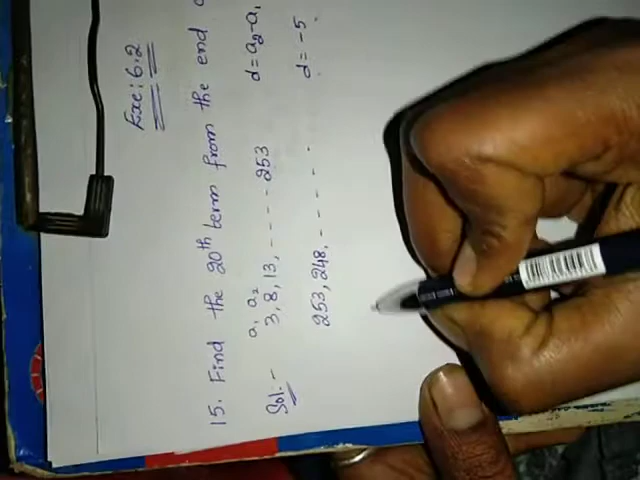 Exe:6.2
15. Find the 20th term from the end
a₁ a₂
Sol:- 3, 8, 13, - - - - 253 d = a₂-a₁
253, 248. - - - - - - d = -5